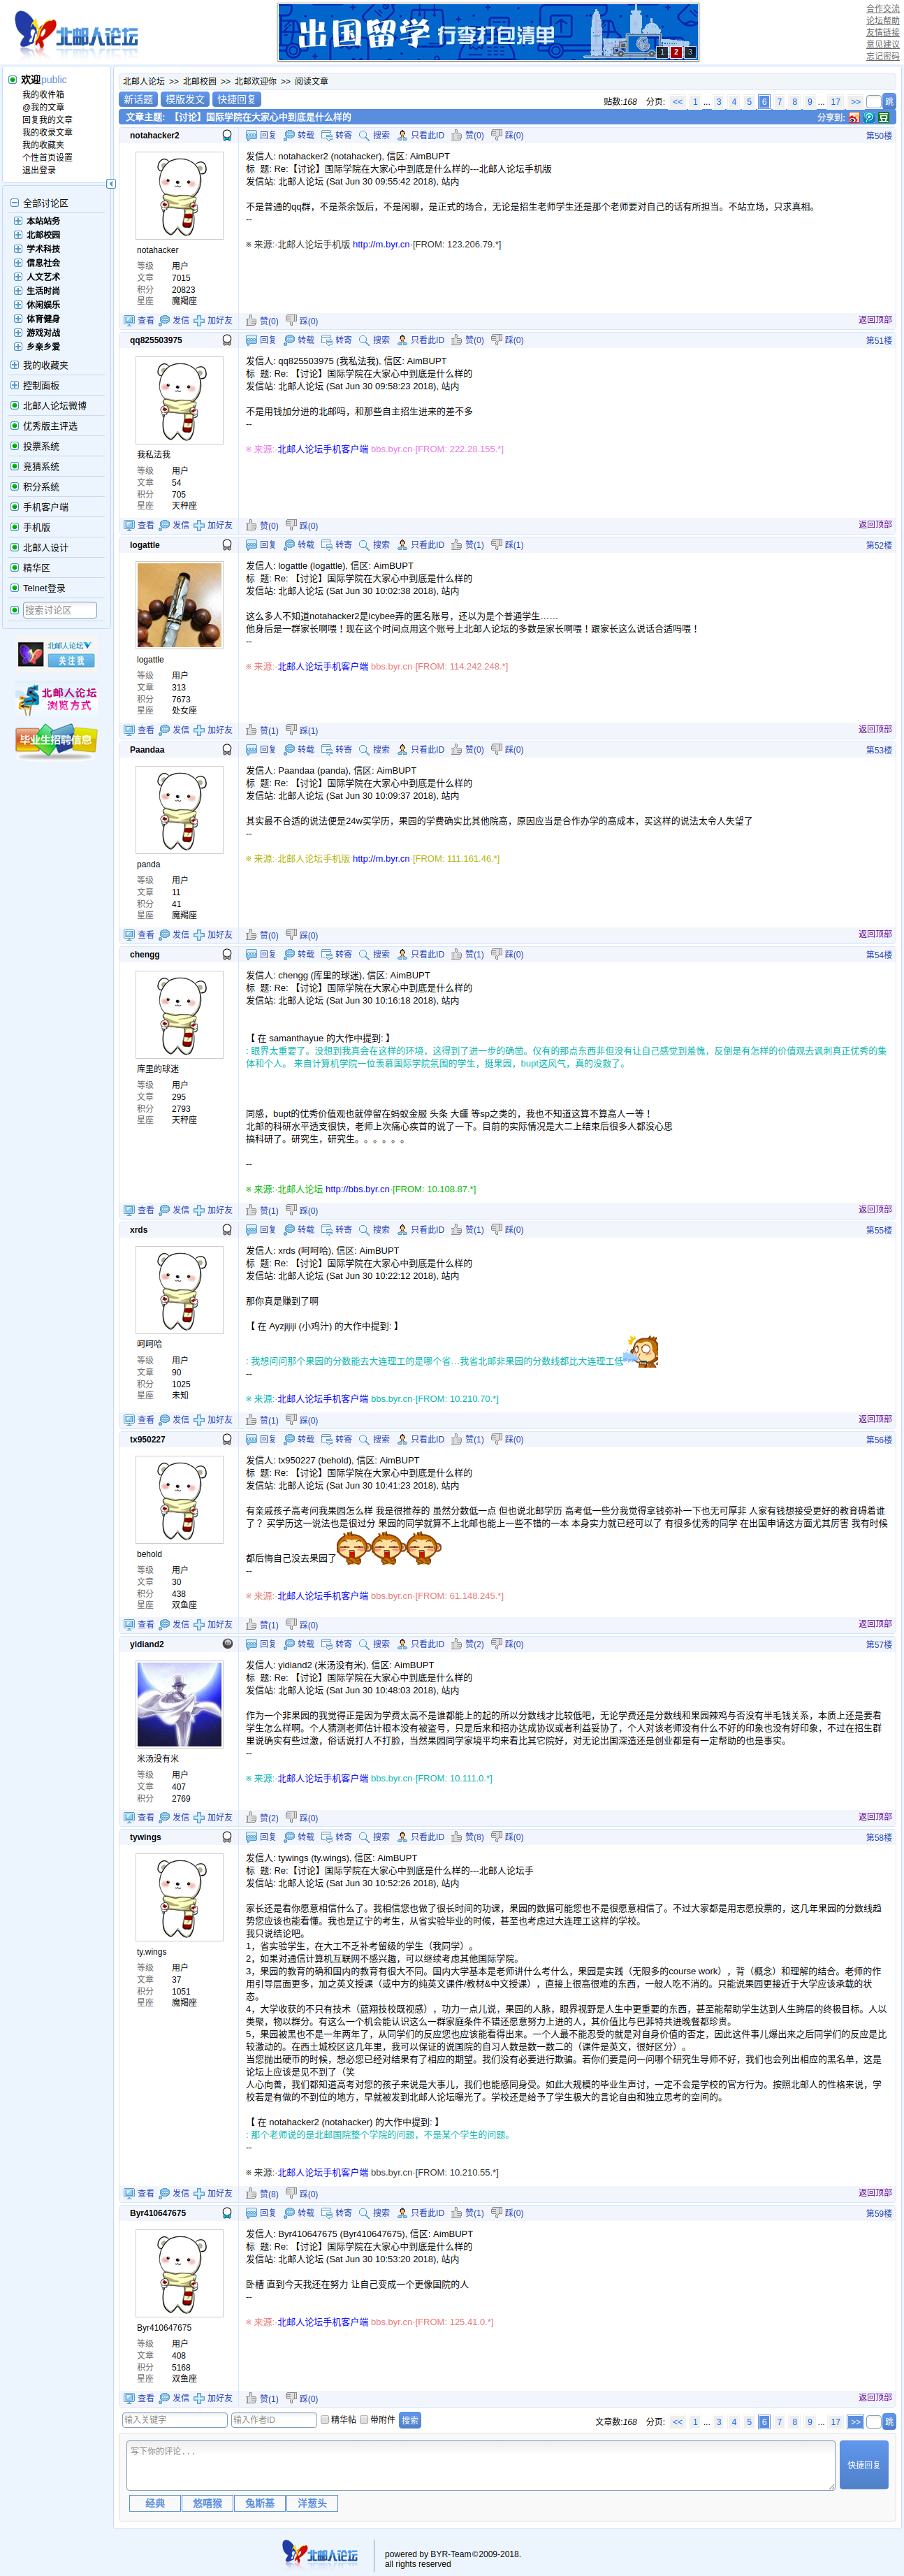 北邮人论坛
出国留学 行李打包清单
1 2 3
合作交流
论坛帮助
友情链接
意见建议
忘记密码
欢迎public
我的收件箱
@我的文章
回复我的文章
我的收录文章
我的收藏夹
个性首页设置
退出登录
全部讨论区
本站站务
北邮校园
学术科技
信息社会
人文艺术
生活时尚
休闲娱乐
体育健身
游戏对战
乡亲乡爱
我的收藏夹
控制面板
北邮人论坛微博
优秀版主评选
投票系统
竞猜系统
积分系统
手机客户端
手机版
北邮人设计
精华区
Telnet登录
搜索讨论区
北邮人论坛
关注我
北邮人论坛
浏览方式
毕业生招聘信息
北邮人论坛 >> 北邮校园 >> 北邮欢迎你 >> 阅读文章
新话题 模版发文 快捷回复
贴数:168 分页: << 1 ... 3 4 5 6 7 8 9 ... 17 >> 跳
文章主题: 【讨论】国际学院在大家心中到底是什么样的
分享到:
notahacker2
回复 转载 转寄 搜索 只看此ID 赞(0) 踩(0) 第50楼
notahacker
等级 用户
文章 7015
积分 20823
星座 魔羯座
发信人: notahacker2 (notahacker), 信区: AimBUPT
标 题: Re:【讨论】国际学院在大家心中到底是什么样的---北邮人论坛手机版
发信站: 北邮人论坛 (Sat Jun 30 09:55:42 2018), 站内
不是普通的qq群，不是茶余饭后，不是闲聊，是正式的场合，无论是招生老师学生还是那个老师要对自己的话有所担当。不站立场，只求真相。
--
※ 来源:·北邮人论坛手机版 http://m.byr.cn·[FROM: 123.206.79.*]
查看 发信 加好友 赞(0) 踩(0) 返回顶部
qq825503975
回复 转载 转寄 搜索 只看此ID 赞(0) 踩(0) 第51楼
我私法我
等级 用户
文章 54
积分 705
星座 天秤座
发信人: qq825503975 (我私法我), 信区: AimBUPT
标 题: Re: 【讨论】国际学院在大家心中到底是什么样的
发信站: 北邮人论坛 (Sat Jun 30 09:58:23 2018), 站内
不是用钱加分进的北邮吗，和那些自主招生进来的差不多
--
※ 来源:·北邮人论坛手机客户端 bbs.byr.cn·[FROM: 222.28.155.*]
查看 发信 加好友 赞(0) 踩(0) 返回顶部
logattle
回复 转载 转寄 搜索 只看此ID 赞(1) 踩(1) 第52楼
logattle
等级 用户
文章 313
积分 7673
星座 处女座
发信人: logattle (logattle), 信区: AimBUPT
标 题: Re: 【讨论】国际学院在大家心中到底是什么样的
发信站: 北邮人论坛 (Sat Jun 30 10:02:38 2018), 站内
这么多人不知道notahacker2是icybee弄的匿名账号，还以为是个普通学生……
他身后是一群家长啊喂！现在这个时间点用这个账号上北邮人论坛的多数是家长啊喂！跟家长这么说话合适吗喂！
--
※ 来源:·北邮人论坛手机客户端 bbs.byr.cn·[FROM: 114.242.248.*]
查看 发信 加好友 赞(1) 踩(1) 返回顶部
Paandaa
回复 转载 转寄 搜索 只看此ID 赞(0) 踩(0) 第53楼
panda
等级 用户
文章 11
积分 41
星座 魔羯座
发信人: Paandaa (panda), 信区: AimBUPT
标 题: Re: 【讨论】国际学院在大家心中到底是什么样的
发信站: 北邮人论坛 (Sat Jun 30 10:09:37 2018), 站内
其实最不合适的说法便是24w买学历，果园的学费确实比其他院高，原因应当是合作办学的高成本，买这样的说法太令人失望了
--
※ 来源:·北邮人论坛手机版 http://m.byr.cn·[FROM: 111.161.46.*]
查看 发信 加好友 赞(0) 踩(0) 返回顶部
chengg
回复 转载 转寄 搜索 只看此ID 赞(1) 踩(0) 第54楼
库里的球迷
等级 用户
文章 295
积分 2793
星座 天秤座
发信人: chengg (库里的球迷), 信区: AimBUPT
标 题: Re: 【讨论】国际学院在大家心中到底是什么样的
发信站: 北邮人论坛 (Sat Jun 30 10:16:18 2018), 站内
【 在 samanthayue 的大作中提到: 】
: 眼界太重要了。没想到我真会在这样的环境，这得到了进一步的确凿。仅有的那点东西非但没有让自己感觉到羞愧，反倒是有怎样的价值观去讽刺真正优秀的集体和个人。 来自计算机学院一位羡慕国际学院氛围的学生，挺果园，bupt这风气，真的没救了。
同感，bupt的优秀价值观也就停留在蚂蚁金服 头条 大疆 等sp之类的，我也不知道这算不算高人一等 !
北邮的科研水平透支很快，老师上次痛心疾首的说了一下。目前的实际情况是大二上结束后很多人都没心思
搞科研了。研究生，研究生。。。。。。
--
※ 来源:·北邮人论坛 http://bbs.byr.cn·[FROM: 10.108.87.*]
查看 发信 加好友 赞(1) 踩(0) 返回顶部
xrds
回复 转载 转寄 搜索 只看此ID 赞(1) 踩(0) 第55楼
呵呵哈
等级 用户
文章 90
积分 1025
星座 未知
发信人: xrds (呵呵哈), 信区: AimBUPT
标 题: Re: 【讨论】国际学院在大家心中到底是什么样的
发信站: 北邮人论坛 (Sat Jun 30 10:22:12 2018), 站内
那你真是赚到了啊
【 在 Ayzjijiji (小鸡汁) 的大作中提到: 】
: 我想问问那个果园的分数能去大连理工的是哪个省…我省北邮非果园的分数线都比大连理工低
--
※ 来源:·北邮人论坛手机客户端 bbs.byr.cn·[FROM: 10.210.70.*]
查看 发信 加好友 赞(1) 踩(0) 返回顶部
tx950227
回复 转载 转寄 搜索 只看此ID 赞(1) 踩(0) 第56楼
behold
等级 用户
文章 30
积分 438
星座 双鱼座
发信人: tx950227 (behold), 信区: AimBUPT
标 题: Re: 【讨论】国际学院在大家心中到底是什么样的
发信站: 北邮人论坛 (Sat Jun 30 10:41:23 2018), 站内
有亲戚孩子高考问我果园怎么样 我是很推荐的 虽然分数低一点 但也说北邮学历 高考低一些分我觉得拿钱弥补一下也无可厚非 人家有钱想接受更好的教育碍着谁了？ 买学历这一说法也是很过分 果园的同学就算不上北邮也能上一些不错的一本 本身实力就已经可以了 有很多优秀的同学 在出国申请这方面尤其厉害 我有时候都后悔自己没去果园了
--
※ 来源:·北邮人论坛手机客户端 bbs.byr.cn·[FROM: 61.148.245.*]
查看 发信 加好友 赞(1) 踩(0) 返回顶部
yidiand2
回复 转载 转寄 搜索 只看此ID 赞(2) 踩(0) 第57楼
米汤没有米
等级 用户
文章 407
积分 2769
发信人: yidiand2 (米汤没有米), 信区: AimBUPT
标 题: Re: 【讨论】国际学院在大家心中到底是什么样的
发信站: 北邮人论坛 (Sat Jun 30 10:48:03 2018), 站内
作为一个非果园的我觉得正是因为学费太高不是谁都能上的起的所以分数线才比较低吧，无论学费还是分数线和果园辣鸡与否没有半毛钱关系，本质上还是要看学生怎么样啊。个人猜测老师估计根本没有被盗号，只是后来和招办达成协议或者利益妥协了，个人对该老师没有什么不好的印象也没有好印象，不过在招生群里说确实有些过激，俗话说打人不打脸，当然果园同学家境平均来看比其它院好，对无论出国深造还是创业都是有一定帮助的也是事实。
--
※ 来源:·北邮人论坛手机客户端 bbs.byr.cn·[FROM: 10.111.0.*]
查看 发信 加好友 赞(2) 踩(0) 返回顶部
tywings
回复 转载 转寄 搜索 只看此ID 赞(8) 踩(0) 第58楼
ty.wings
等级 用户
文章 37
积分 1051
星座 魔羯座
发信人: tywings (ty.wings), 信区: AimBUPT
标 题: Re:【讨论】国际学院在大家心中到底是什么样的---北邮人论坛手
发信站: 北邮人论坛 (Sat Jun 30 10:52:26 2018), 站内
家长还是看你愿意相信什么了。我相信您也做了很长时间的功课，果园的数据可能您也不是很愿意相信了。不过大家都是用志愿投票的，这几年果园的分数线趋势您应该也能看懂。我也是辽宁的考生，从省实验毕业的时候，甚至也考虑过大连理工这样的学校。
我只说结论吧。
1，省实验学生，在大工不乏补考留级的学生（我同学）。
2，如果对通信计算机互联网不感兴趣，可以继续考虑其他国际学院。
3，果园的教育的确和国内的教育有很大不同。国内大学基本是老师讲什么考什么，果园是实践（无限多的course work），背（概念）和理解的结合。老师的作用引导层面更多，加之英文授课（或中方的纯英文课件/教材&中文授课），直接上很高很难的东西，一般人吃不消的。只能说果园更接近于大学应该承载的状态。
4，大学收获的不只有技术（蓝翔技校既视感），功力一点儿说，果园的人脉，眼界视野是人生中更重要的东西，甚至能帮助学生达到人生跨层的终极目标。人以类聚，物以群分。有这么一个机会能认识这么一群家庭条件不错还愿意努力上进的人，其价值比与巴菲特共进晚餐都珍贵。
5，果园被黑也不是一年两年了，从同学们的反应您也应该能看得出来。一个人最不能忍受的就是对自身价值的否定，因此这件事儿爆出来之后同学们的反应是比较激动的。在西土城校区这几年里，我可以保证的说国院的自习人数是数一数二的（课件是英文，很好区分）。
当您抛出硬币的时候，想必您已经对结果有了相应的期望。我们没有必要进行欺骗。若你们要是问一问哪个研究生导师不好，我们也会列出相应的黑名单，这是论坛上应该是见不到了（笑
人心向善，我们都知道高考对您的孩子来说是大事儿，我们也能感同身受。如此大规模的毕业生声讨，一定不会是学校的官方行为。按照北邮人的性格来说，学校若是有做的不到位的地方，早就被发到北邮人论坛曝光了。学校还是给予了学生极大的言论自由和独立思考的空间的。
【 在 notahacker2 (notahacker) 的大作中提到: 】
: 那个老师说的是北邮国院整个学院的问题，不是某个学生的问题。
--
※ 来源:·北邮人论坛手机客户端 bbs.byr.cn·[FROM: 10.210.55.*]
查看 发信 加好友 赞(8) 踩(0) 返回顶部
Byr410647675
回复 转载 转寄 搜索 只看此ID 赞(1) 踩(0) 第59楼
Byr410647675
等级 用户
文章 408
积分 5168
星座 双鱼座
发信人: Byr410647675 (Byr410647675), 信区: AimBUPT
标 题: Re: 【讨论】国际学院在大家心中到底是什么样的
发信站: 北邮人论坛 (Sat Jun 30 10:53:20 2018), 站内
卧槽 直到今天我还在努力 让自己变成一个更像国院的人
--
※ 来源:·北邮人论坛手机客户端 bbs.byr.cn·[FROM: 125.41.0.*]
查看 发信 加好友 赞(1) 踩(0) 返回顶部
输入关键字 输入作者ID 精华帖 带附件 搜索
文章数:168 分页: << 1 ... 3 4 5 6 7 8 9 ... 17 >> 跳
写下你的评论...
快捷回复
经典 悠嘻猴 兔斯基 洋葱头
北邮人论坛
powered by BYR-Team©2009-2018.
all rights reserved